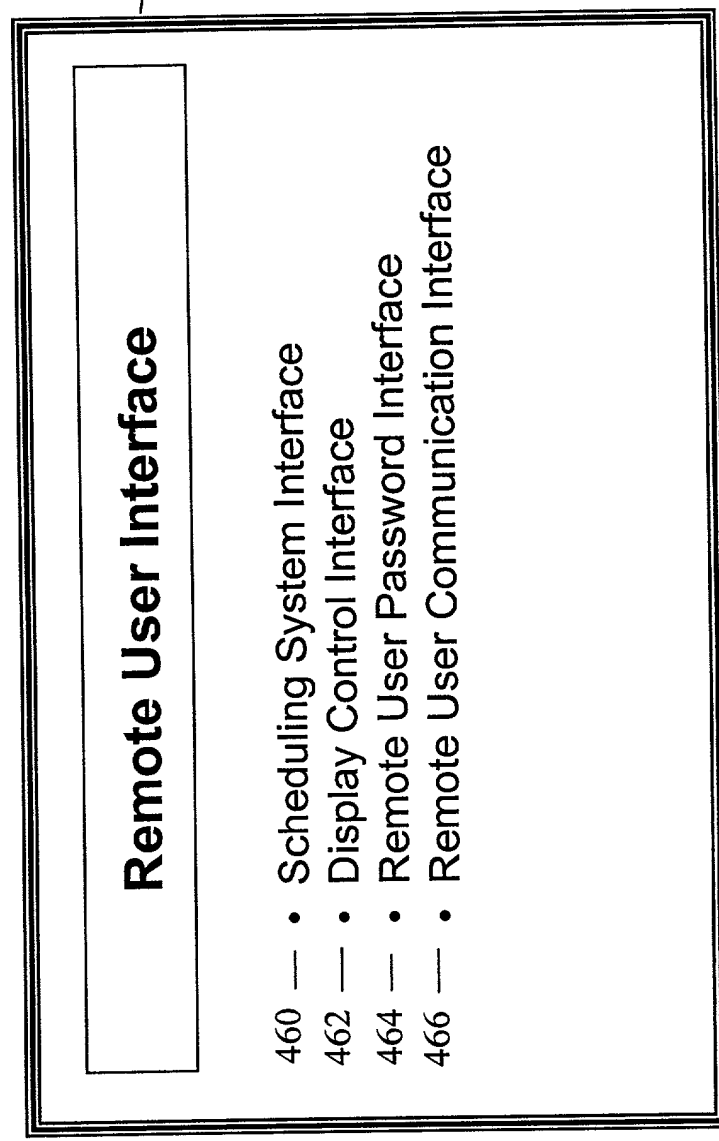 Remote User Interface
460 — • Scheduling System Interface
462 — • Display Control Interface
464 — • Remote User Password Interface
466 — • Remote User Communication Interface